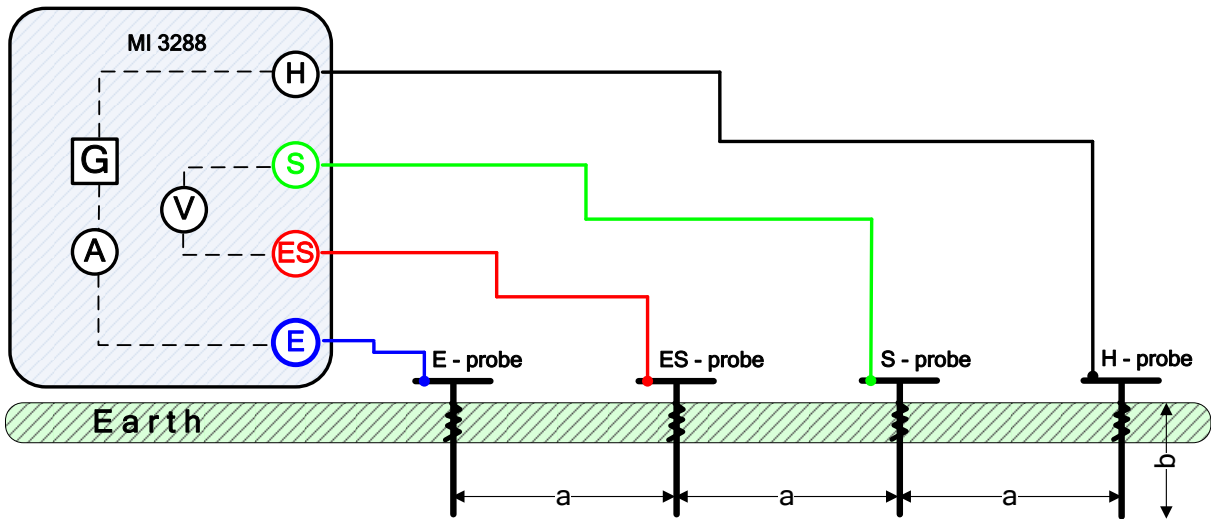 MI 3288
H
G
S
V
A
ES
E
E - probe
ES - probe
S - probe
H - probe
Earth
a
a
a
b